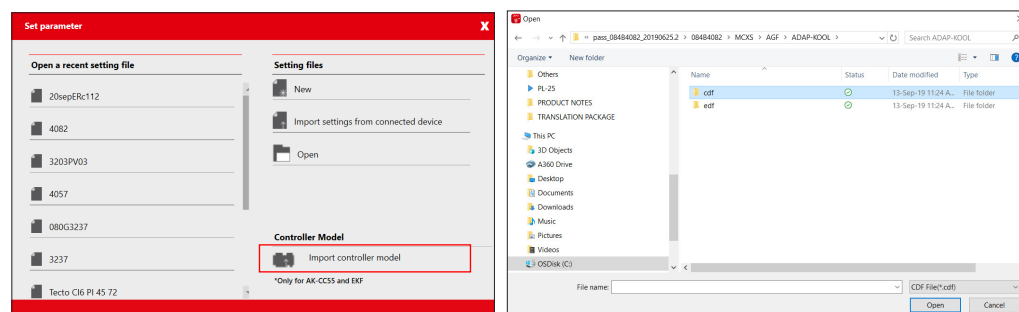 Set parameter
X
Open a recent setting file
20sepERc112
4082
3203PV03
4057
080G3237
3237
Tecto CI6 PI 45 72
Setting files
New
Import settings from connected device
Open
Controller Model
Import controller model
*Only for AK-CC55 and EKF
Open
« pass_084B4082_20190625.2 > 084B4082 > MCXS > AGF > ADAP-KOOL >
Search ADAP-KOOL
Organize
New folder
Others
PL-25
PRODUCT NOTES
TRANSLATION PACKAGE
This PC
3D Objects
A360 Drive
Desktop
Documents
Downloads
Music
Pictures
Videos
OSDisk (C:)
Name Status Date modified Type
cdf 13-Sep-19 11:24 A... File folder
edf 13-Sep-19 11:24 A... File folder
File name:
CDF File(*.cdf)
Open Cancel